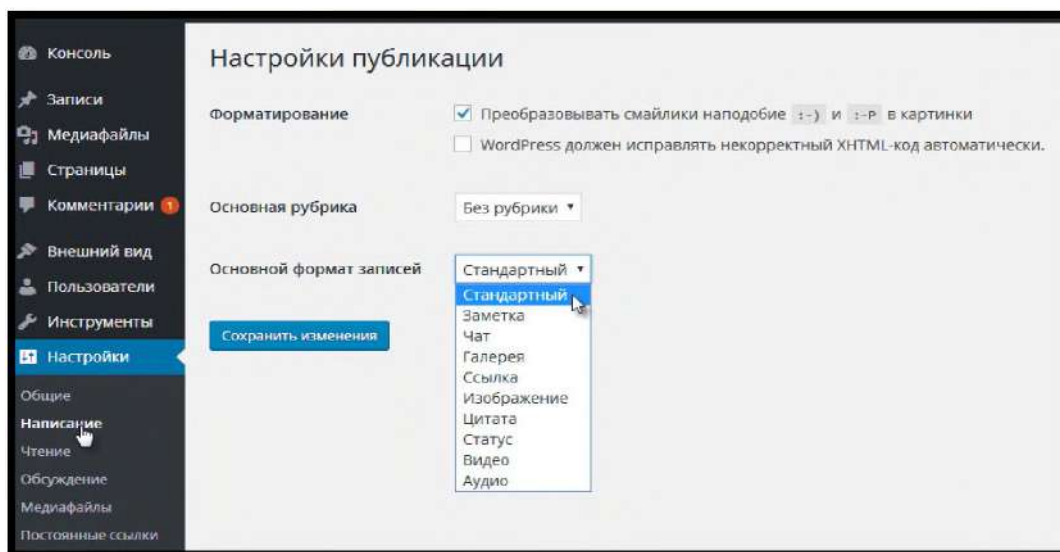 Консоль
Записи
Медиафайлы
Страницы
Комментарии 1
Внешний вид
Пользователи
Инструменты
Настройки
Общие
Написание
Чтение
Обсуждение
Медиафайлы
Постоянные ссылки
Настройки публикации
Форматирование
Преобразовывать смайлики наподобие :-) и :-P в картинки
WordPress должен исправлять некорректный XHTML-код автоматически.
Основная рубрика
Без рубрики
Основной формат записей
Стандартный
Стандартный
Заметка
Чат
Галерея
Ссылка
Изображение
Цитата
Статус
Видео
Аудио
Сохранить изменения